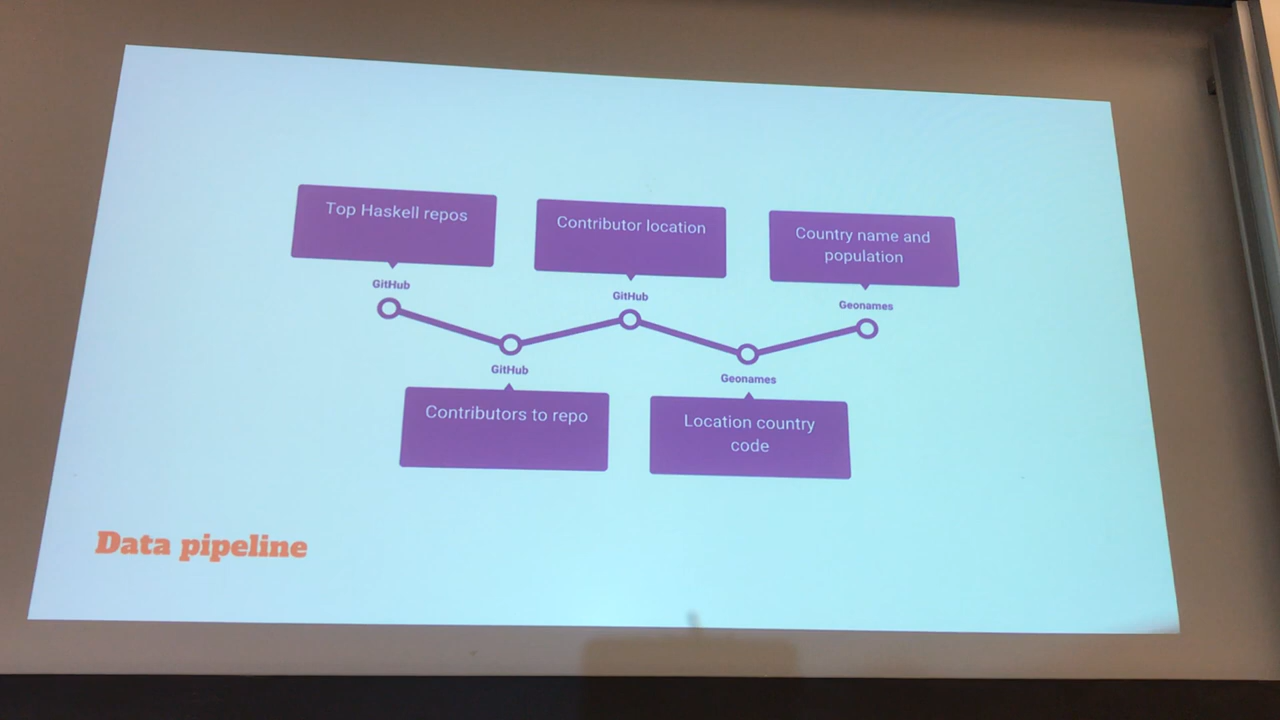 Top Haskell repos
GitHub
GitHub
Contributors to repo
Contributor location
GitHub
Geonames
Location country
code
Country name and
population
Geonames
Data pipeline